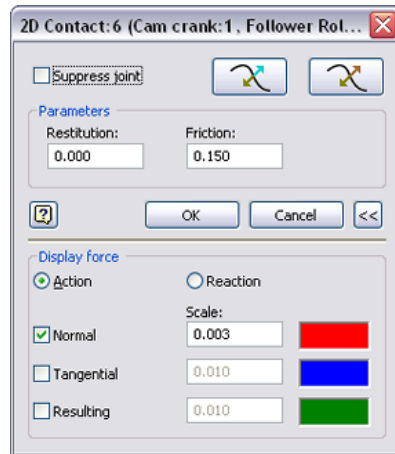 2D Contact:6 (Cam crank:1, Follower Rol...
Suppress joint
Parameters
Restitution: Friction:
0.000 0.150
? OK Cancel <<
Display force
Action Reaction
Scale:
Normal 0.003
Tangential 0.010
Resulting 0.010